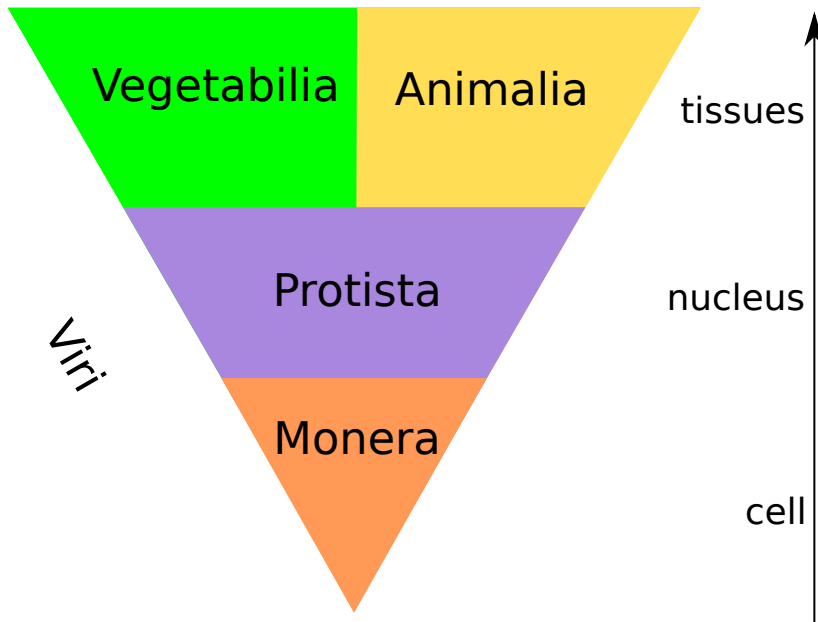 Vegetabilia
Animalia
tissues
Protista
nucleus
Viri
Monera
cell